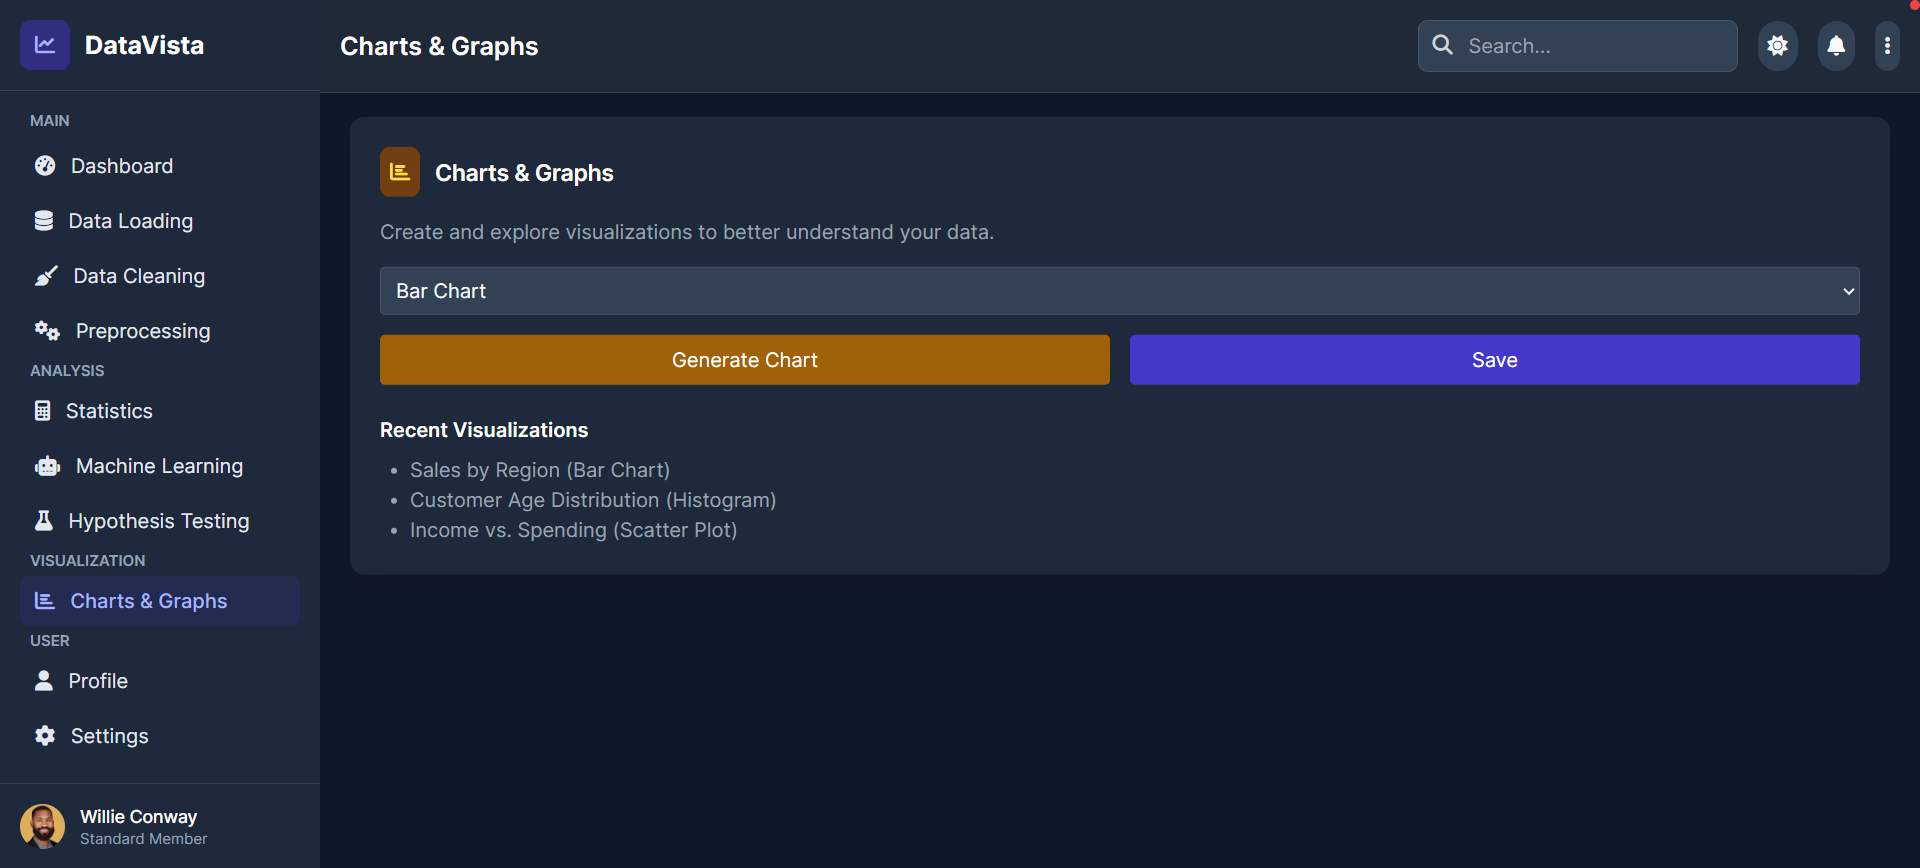 DataVista
Charts & Graphs
Search...
MAIN
Dashboard
Data Loading
Data Cleaning
Preprocessing
ANALYSIS
Statistics
Machine Learning
Hypothesis Testing
VISUALIZATION
Charts & Graphs
USER
Profile
Settings
Willie Conway
Standard Member
Charts & Graphs
Create and explore visualizations to better understand your data.
Bar Chart
Generate Chart
Save
Recent Visualizations
• Sales by Region (Bar Chart)
• Customer Age Distribution (Histogram)
• Income vs. Spending (Scatter Plot)